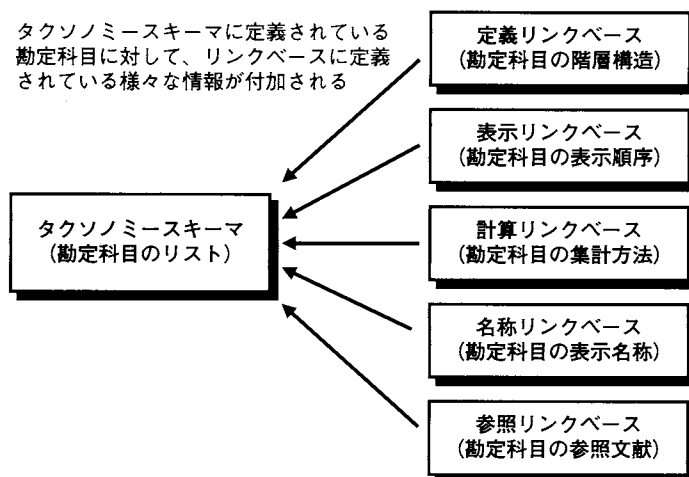 タクソノミースキーマに定義されている
勘定科目に対して、リンクベースに定義
されている様々な情報が付加される
定義リンクベース
(勘定科目の階層構造)
表示リンクベース
(勘定科目の表示順序)
タクソノミースキーマ
(勘定科目のリスト)
計算リンクベース
(勘定科目の集計方法)
名称リンクベース
(勘定科目の表示名称)
参照リンクベース
(勘定科目の参照文献)